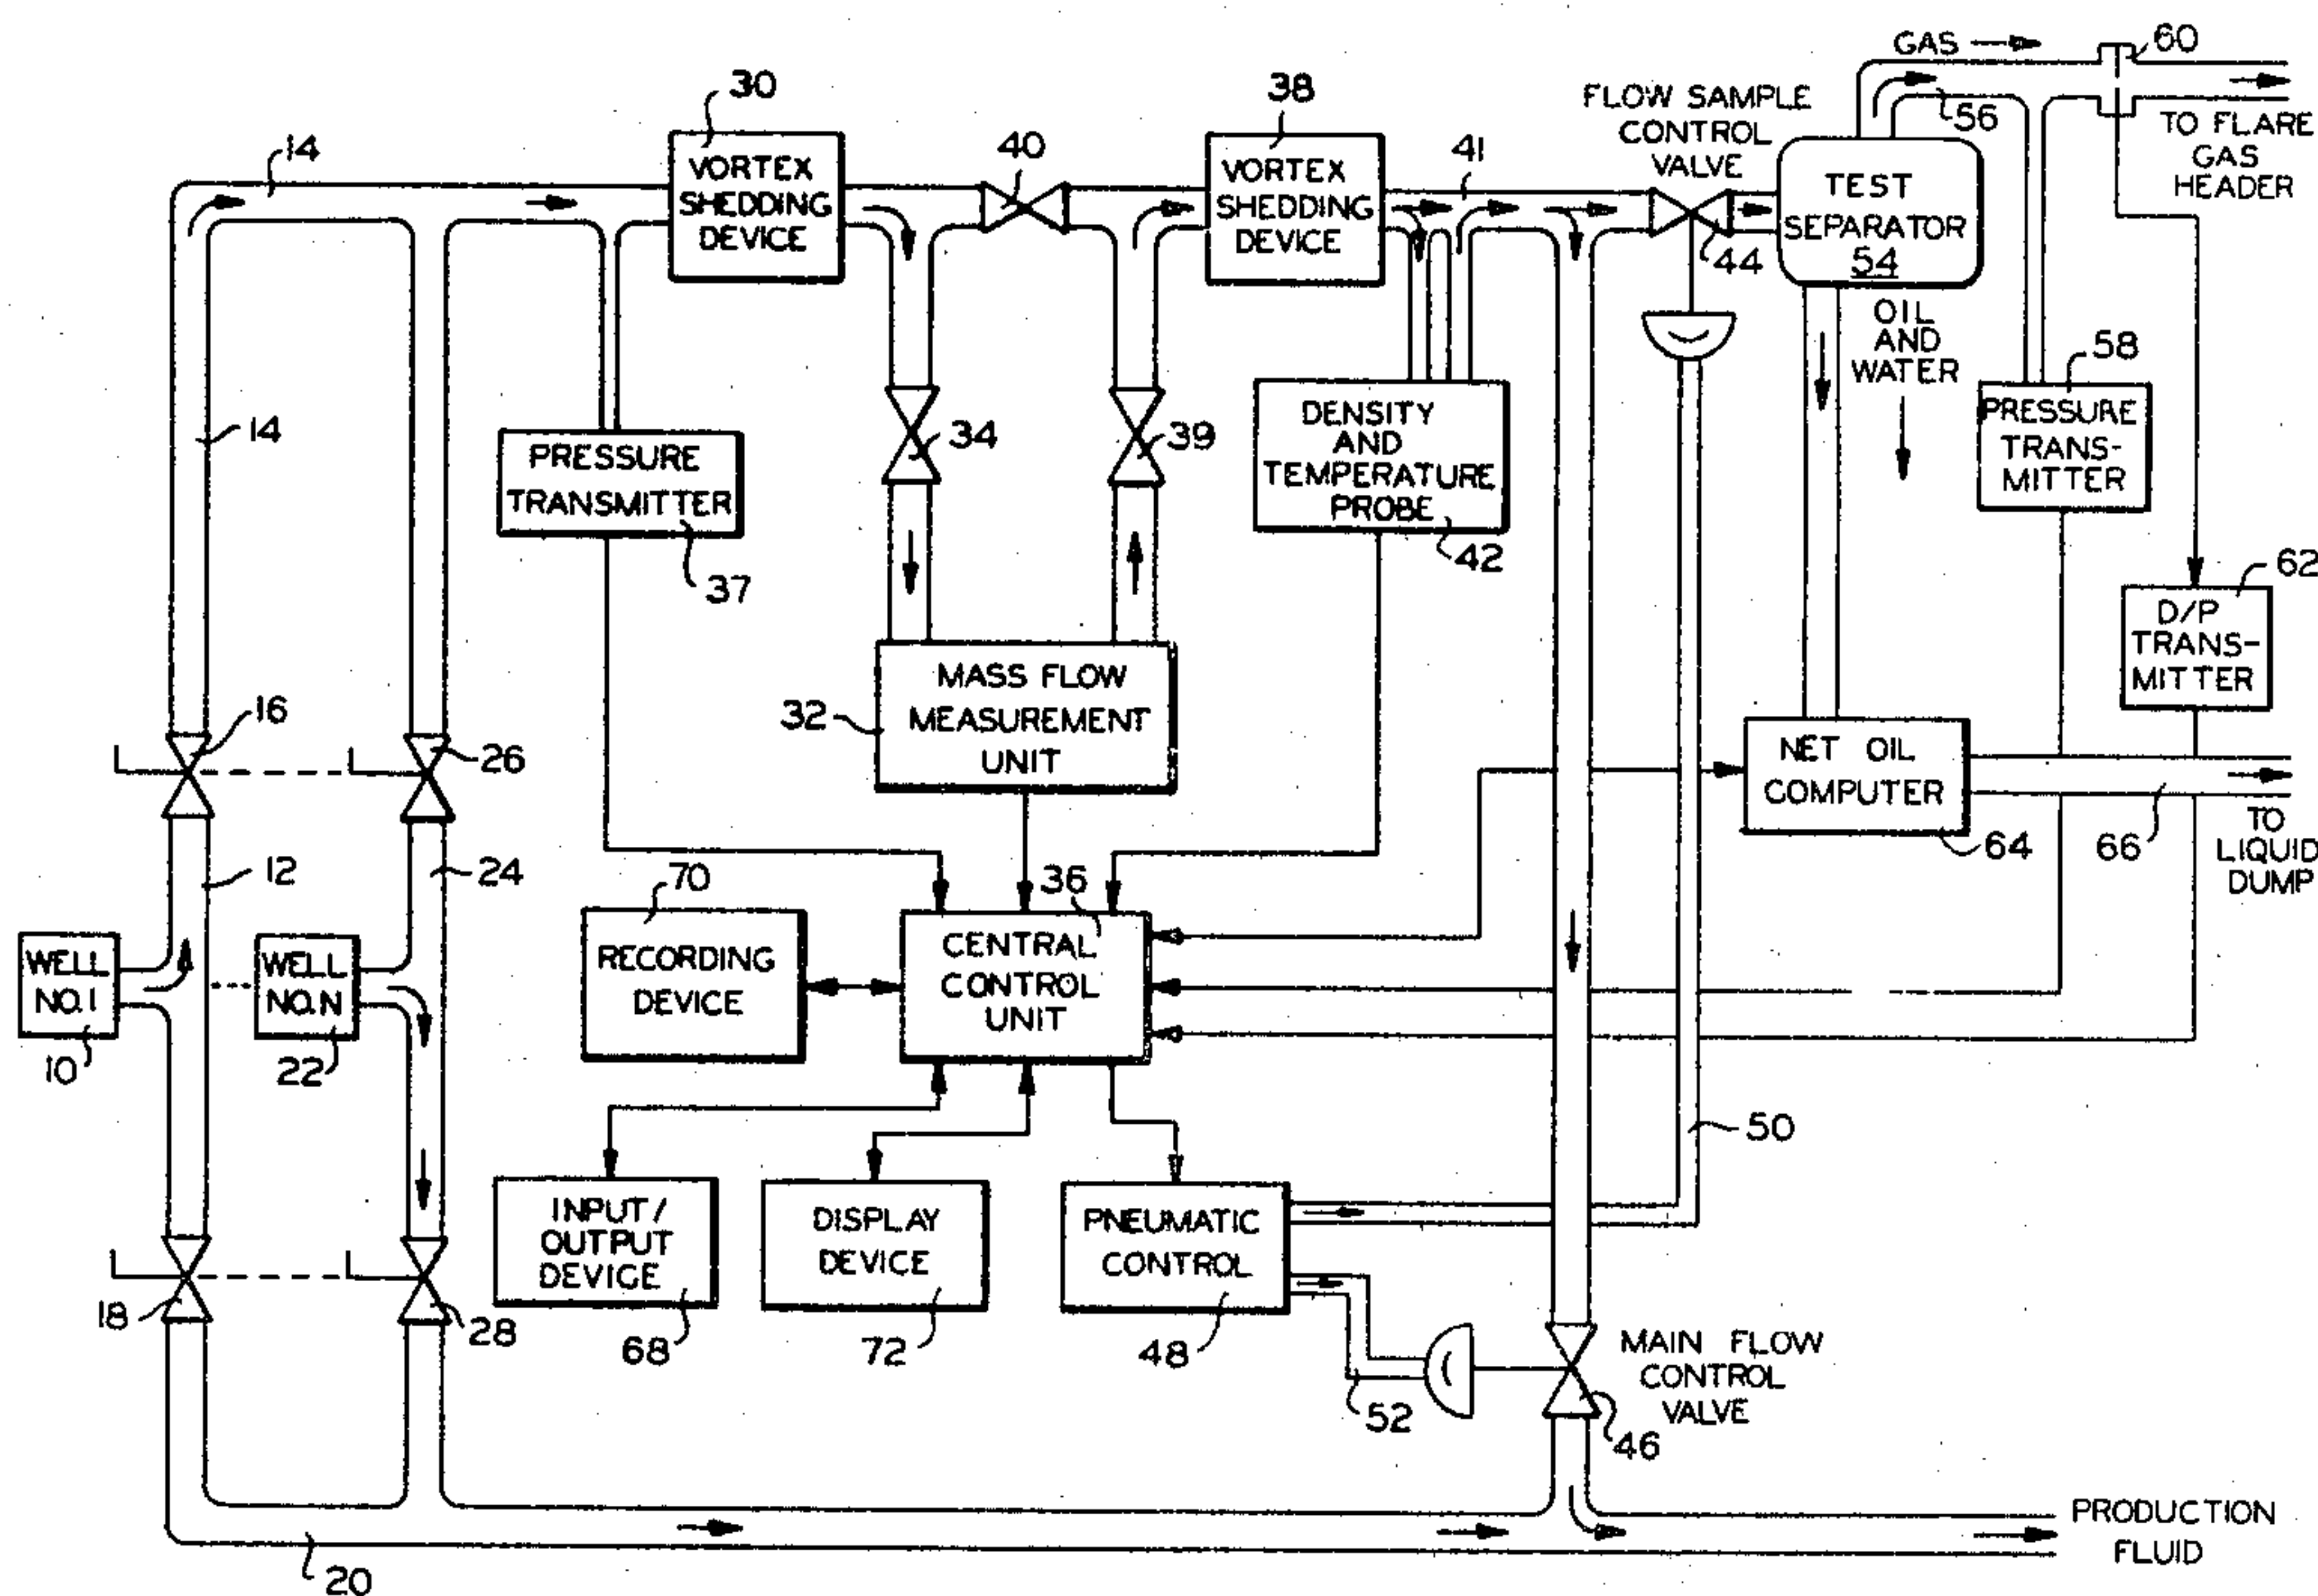 GAS
60
30
38
FLOW SAMPLE
CONTROL
VALVE
56
TO FLARE
GAS
HEADER
14
VORTEX
SHEDDING
DEVICE
40
VORTEX
SHEDDING
DEVICE
41
44
TEST
SEPARATOR
54
OIL
AND
WATER
14
PRESSURE
TRANSMITTER
37
34
39
DENSITY
AND
TEMPERATURE
PROBE
42
58
PRESSURE
TRANS-
MITTER
62
D/P
TRANS-
MITTER
16
26
32
MASS FLOW
MEASUREMENT
UNIT
NET OIL
COMPUTER
64
66
TO
LIQUID
DUMP
12
24
70
36
WELL
NO.1
10
WELL
NO.N
22
RECORDING
DEVICE
CENTRAL
CONTROL
UNIT
50
INPUT/
OUTPUT
DEVICE
68
DISPLAY
DEVICE
72
PNEUMATIC
CONTROL
48
18
28
52
MAIN FLOW
CONTROL
VALVE
46
20
PRODUCTION
FLUID